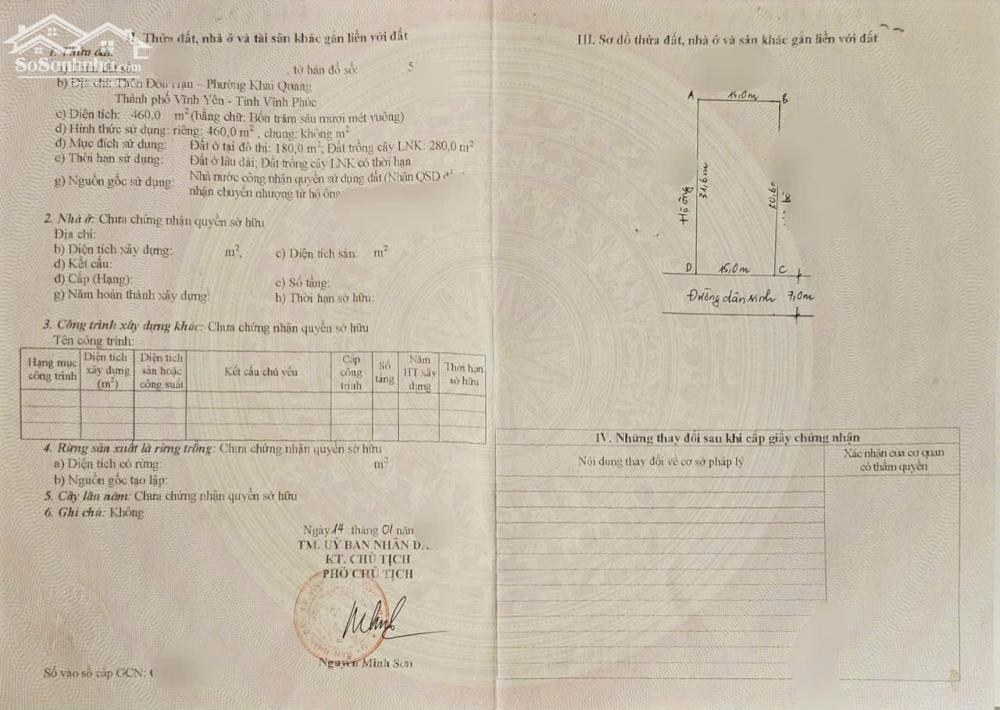 SoSanhnha.com
II. Thửa đất, nhà ở và tài sản khác gắn liền với đất
1. Thửa đất:
, tờ bản đồ số: 5
b) Địa chỉ: Thôn Đôn Hậu – Phường Khai Quang
Thành phố Vĩnh Yên - Tỉnh Vĩnh Phúc
c) Diện tích: 460,0 m² (bằng chữ: Bốn trăm sáu mươi mét vuông)
d) Hình thức sử dụng: riêng: 460,0 m², chung: không m²
đ) Mục đích sử dụng: Đất ở tại đô thị: 180,0 m²; Đất trồng cây LNK: 280,0 m²
e) Thời hạn sử dụng: Đất ở lâu dài; Đất trồng cây LNK có thời hạn
g) Nguồn gốc sử dụng: Nhà nước công nhận quyền sử dụng đất (Nhận QSD đ
nhận chuyển nhượng từ hộ ông
2. Nhà ở: Chưa chứng nhận quyền sở hữu
Địa chỉ:
b) Diện tích xây dựng: m², c) Diện tích sàn: m²
d) Kết cấu:
đ) Cấp (Hạng): e) Số tầng:
g) Năm hoàn thành xây dựng: h) Thời hạn sở hữu:
3. Công trình xây dựng khác: Chưa chứng nhận quyền sở hữu
Tên công trình:
Hạng mục công trình
Diện tích xây dựng (m²)
Diện tích sàn hoặc công suất
Kết cấu chủ yếu
Cấp công trình
Số tầng
Năm HT xây dựng
Thời hạn sở hữu
4. Rừng sản xuất là rừng trồng: Chưa chứng nhận quyền sở hữu
a) Diện tích có rừng: m²
b) Nguồn gốc tạo lập:
5. Cây lâu năm: Chưa chứng nhận quyền sở hữu
6. Ghi chú: Không
Ngày 14 tháng 01 năm
TM. UỶ BAN NHÂN D
KT. CHỦ TỊCH
PHÓ CHỦ TỊCH
Nguyễn Minh Sơn
Số vào sổ cấp GCN:
III. Sơ đồ thửa đất, nhà ở và sản khác gắn liền với đất
A 15,0m B
Hộ ông
31,6m
30,6
D 15,0m C
Đường dân sinh 7,0m
IV. Những thay đổi sau khi cấp giấy chứng nhận
Nội dung thay đổi về cơ sở pháp lý
Xác nhận của cơ quan có thẩm quyền